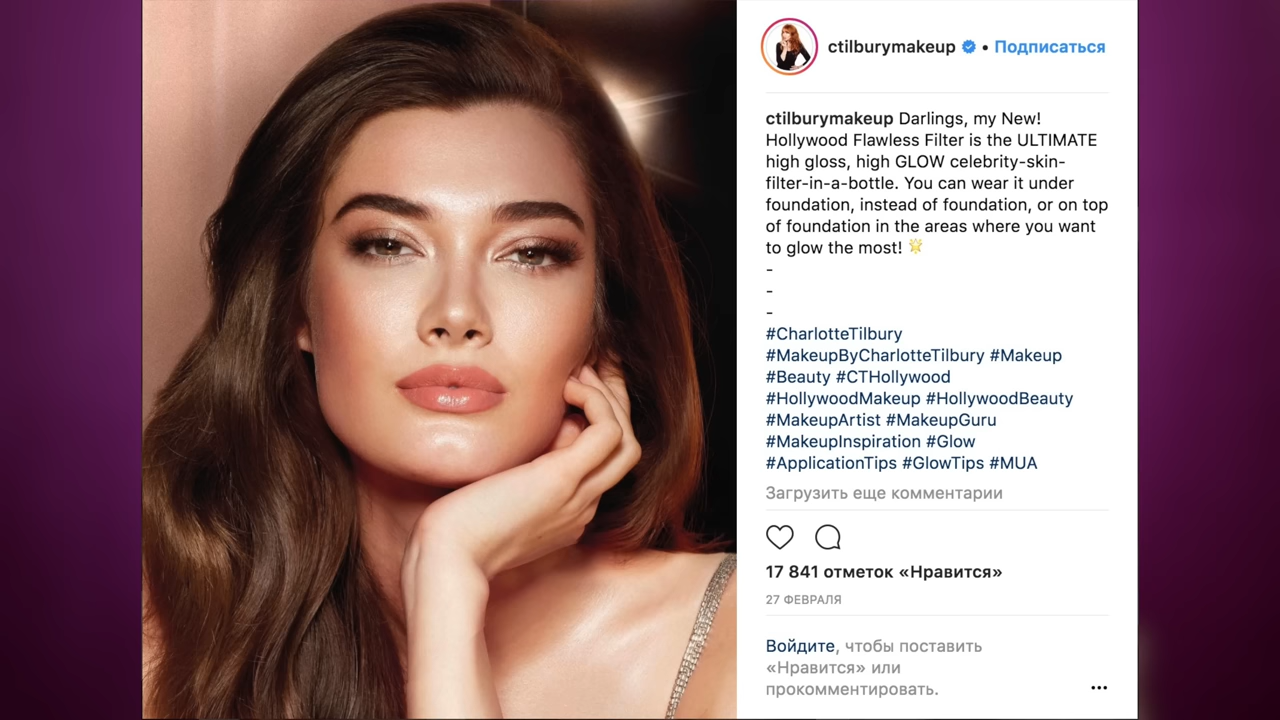 ctilburymakeup • Подписаться
ctilburymakeup Darlings, my New!
Hollywood Flawless Filter is the ULTIMATE
high gloss, high GLOW celebrity-skin-
filter-in-a-bottle. You can wear it under
foundation, instead of foundation, or on top
of foundation in the areas where you want
to glow the most! 🌟
-
-
-
#CharlotteTilbury
#MakeupByCharlotteTilbury #Makeup
#Beauty #CTHollywood
#HollywoodMakeup #HollywoodBeauty
#MakeupArtist #MakeupGuru
#MakeupInspiration #Glow
#ApplicationTips #GlowTips #MUA
Загрузить еще комментарии
17 841 отметок «Нравится»
27 ФЕВРАЛЯ
Войдите, чтобы поставить
«Нравится» или
прокомментировать.